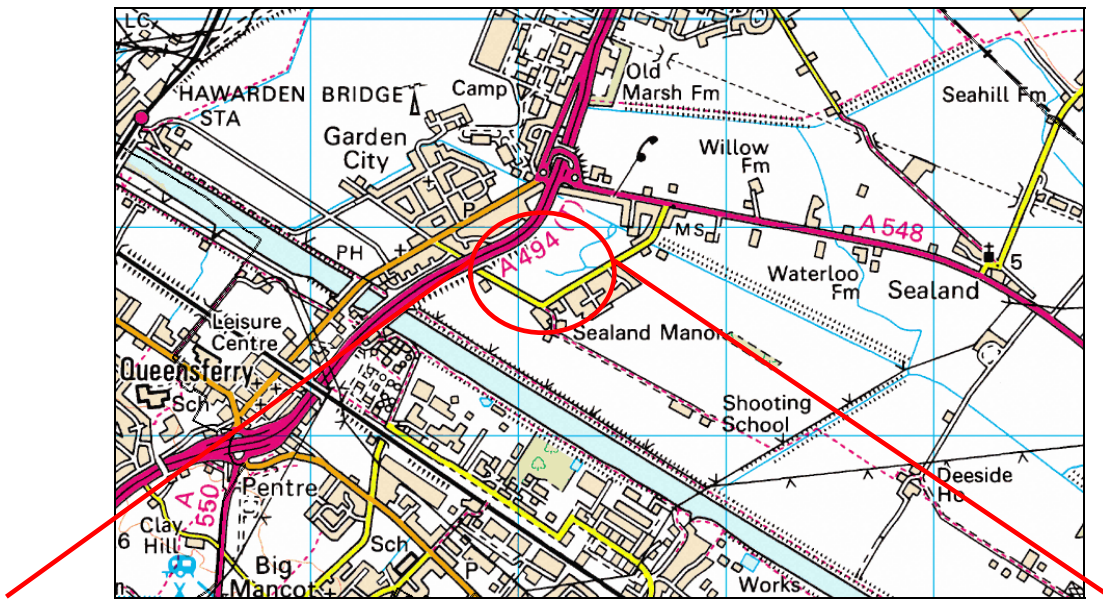 LC
HAWARDEN BRIDGE
STA
Camp
Old
Marsh Fm
Seahill Fm
Garden
City
Willow
Fm
P
A 494 (T)
MS
A 548
PH
5
Waterloo
Fm
Sealand
Leisure
Centre
Sealand Manor
Queensferry
Sch
Shooting
School
A
550
Pentre
Deeside
Ho
6
Clay
Hill
Sch
Big
Mancot
P
Works